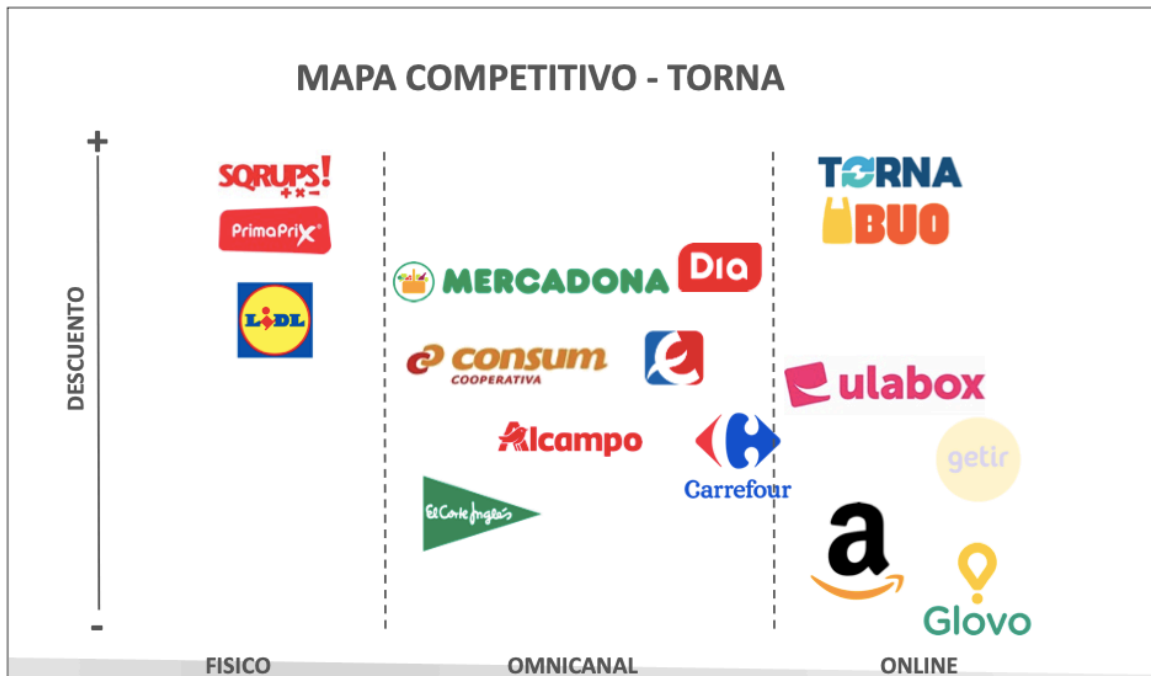 MAPA COMPETITIVO - TORNA
+
SQRUPS!
+ × −
PrimaPriX®
LIDL
DESCUENTO
-
MERCADONA
Dia
consum
COOPERATIVA
Alcampo
Carrefour
El Corte Inglés
TORNA
BUO
ulabox
getir
a
Glovo
FISICO
OMNICANAL
ONLINE